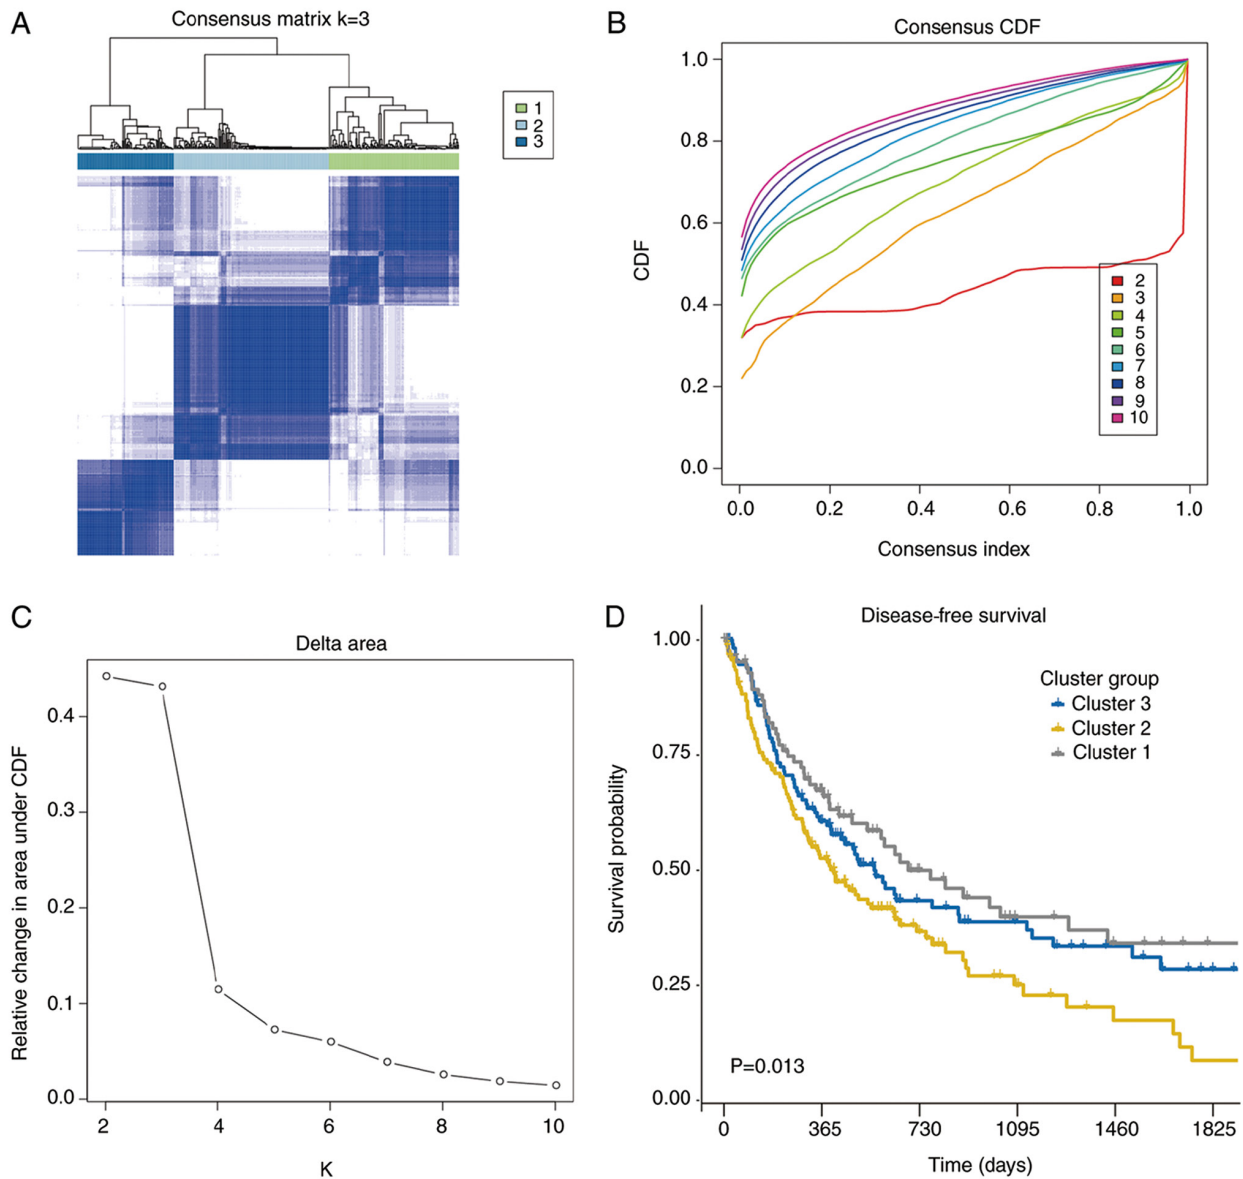 A
Consensus matrix k=3
1
2
3
B
Consensus CDF
CDF
1.0
0.8
0.6
0.4
0.2
0.0
2
3
4
5
6
7
8
9
10
0.0 0.2 0.4 0.6 0.8 1.0
Consensus index
C
Delta area
Relative change in area under CDF
0.4
0.3
0.2
0.1
0.0
2 4 6 8 10
K
D
Disease-free survival
Survival probability
1.00
0.75
0.50
0.25
0.00
Cluster group
Cluster 3
Cluster 2
Cluster 1
P=0.013
0 365 730 1095 1460 1825
Time (days)